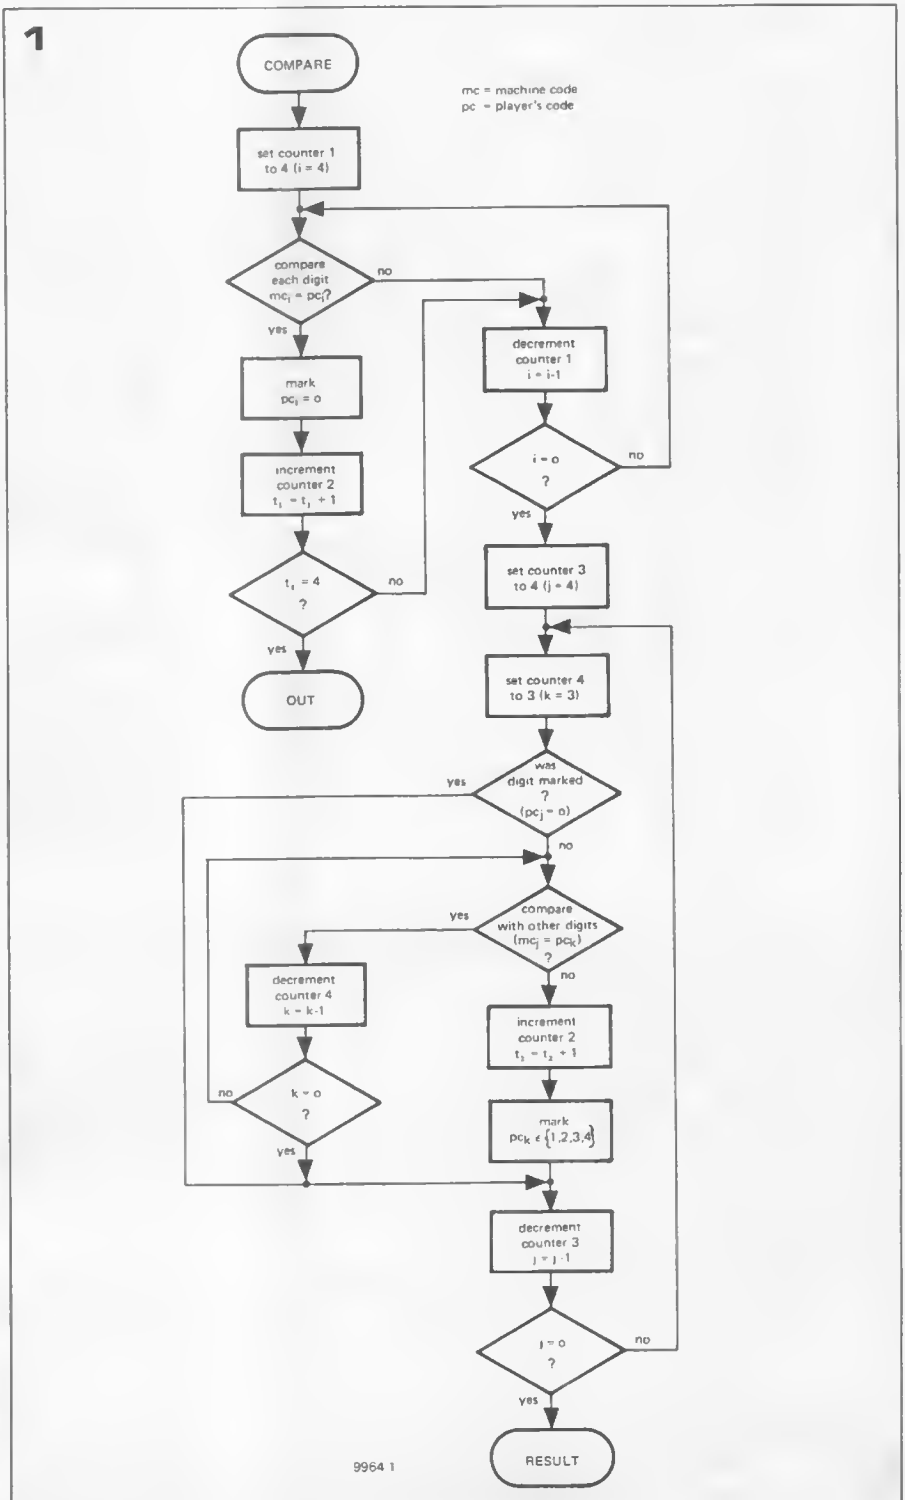 1
COMPARE
mc = machine code
pc = player's code
set counter 1
to 4 (i = 4)
compare
each digit
mcᵢ = pcᵢ?
no
yes
mark
pcᵢ = o
increment
counter 2
t₁ = t₁ + 1
t₁ = 4
?
no
yes
OUT
decrement
counter 1
i = i-1
i = o
?
no
yes
set counter 3
to 4 (j = 4)
set counter 4
to 3 (k = 3)
was
digit marked
?
(pcⱼ = o)
yes
no
compare
with other digits
(mcⱼ = pcₖ)
?
yes
no
decrement
counter 4
k = k-1
k = o
?
no
yes
increment
counter 2
t₁ = t₂ + 1
mark
pcₖ ϵ {1,2,3,4}
decrement
counter 3
j = j-1
j = o
?
no
yes
RESULT
9964 1